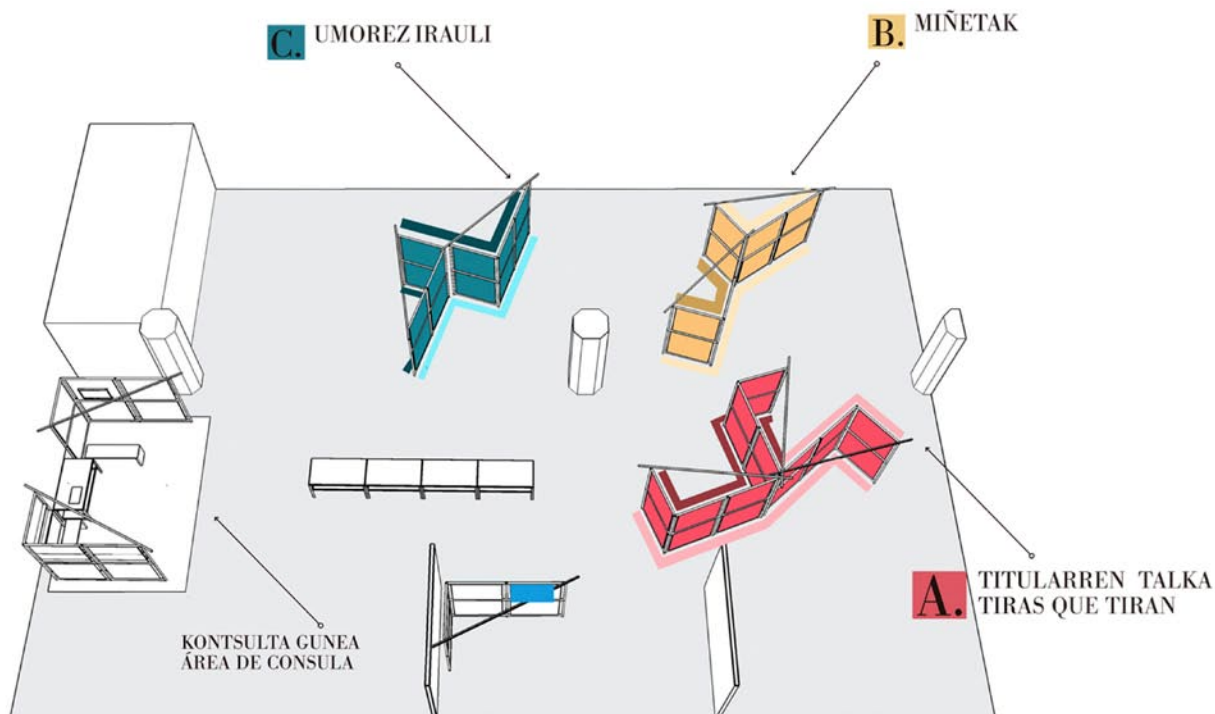 C. UMOREZ IRAULI
B. MIÑETAK
A. TITULARREN TALKA
TIRAS QUE TIRAN
KONTSULTA GUNEA
ÁREA DE CONSULA